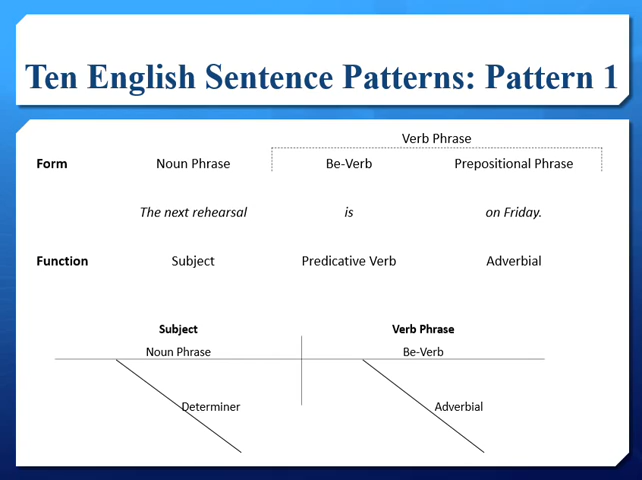 Ten English Sentence Patterns: Pattern 1
Verb Phrase
Form Noun Phrase Be-Verb Prepositional Phrase
The next rehearsal is on Friday.
Function Subject Predicative Verb Adverbial
Subject Verb Phrase
Noun Phrase Be-Verb
Determiner Adverbial